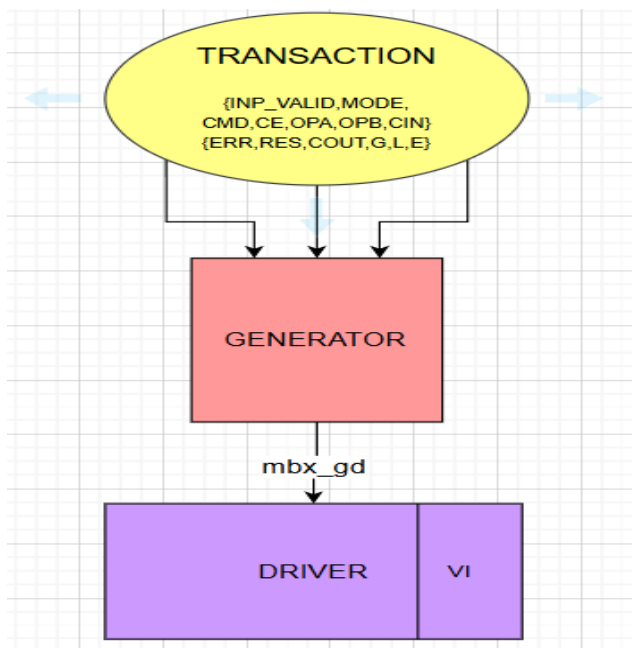 TRANSACTION
{INP_VALID,MODE,
CMD,CE,OPA,OPB,CIN}
{ERR,RES,COUT,G,L,E}
GENERATOR
mbx_gd
DRIVER
VI